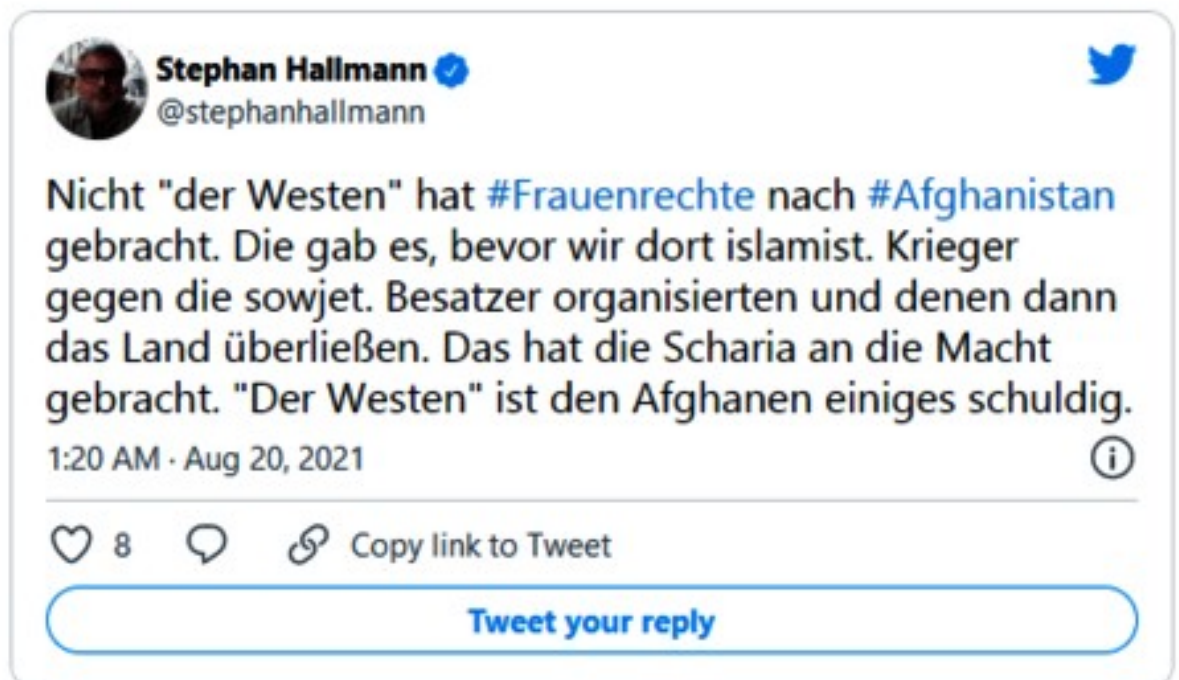 Stephan Hallmann
@stephanhallmann
Nicht "der Westen" hat #Frauenrechte nach #Afghanistan
gebracht. Die gab es, bevor wir dort islamist. Krieger
gegen die sowjet. Besatzer organisierten und denen dann
das Land überließen. Das hat die Scharia an die Macht
gebracht. "Der Westen" ist den Afghanen einiges schuldig.
1:20 AM · Aug 20, 2021
8 Copy link to Tweet
Tweet your reply